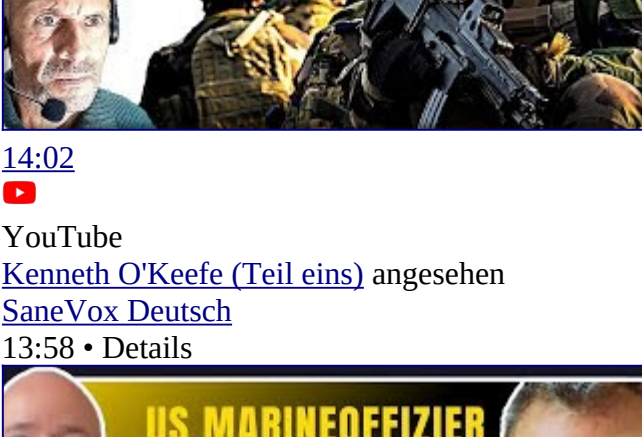 14:02
YouTube
Kenneth O'Keefe (Teil eins) angesehen
SaneVox Deutsch
13:58 • Details
US MARINEOFFIZIER